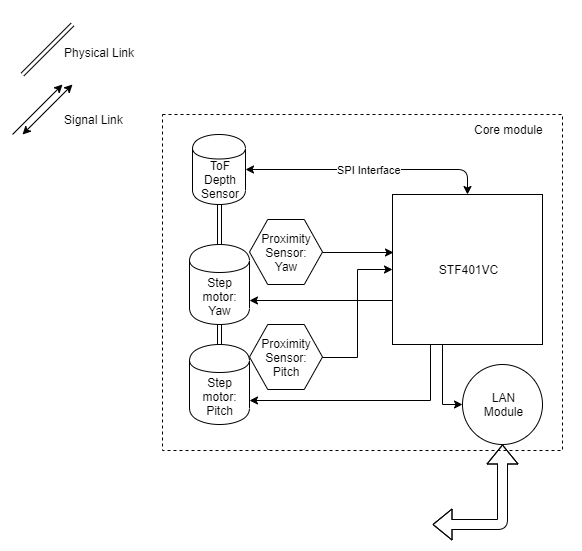 Physical Link
Signal Link
Core module
ToF
Depth
Sensor
SPI Interface
Proximity
Sensor:
Yaw
STF401VC
Step
motor:
Yaw
Proximity
Sensor:
Pitch
Step
motor:
Pitch
LAN
Module